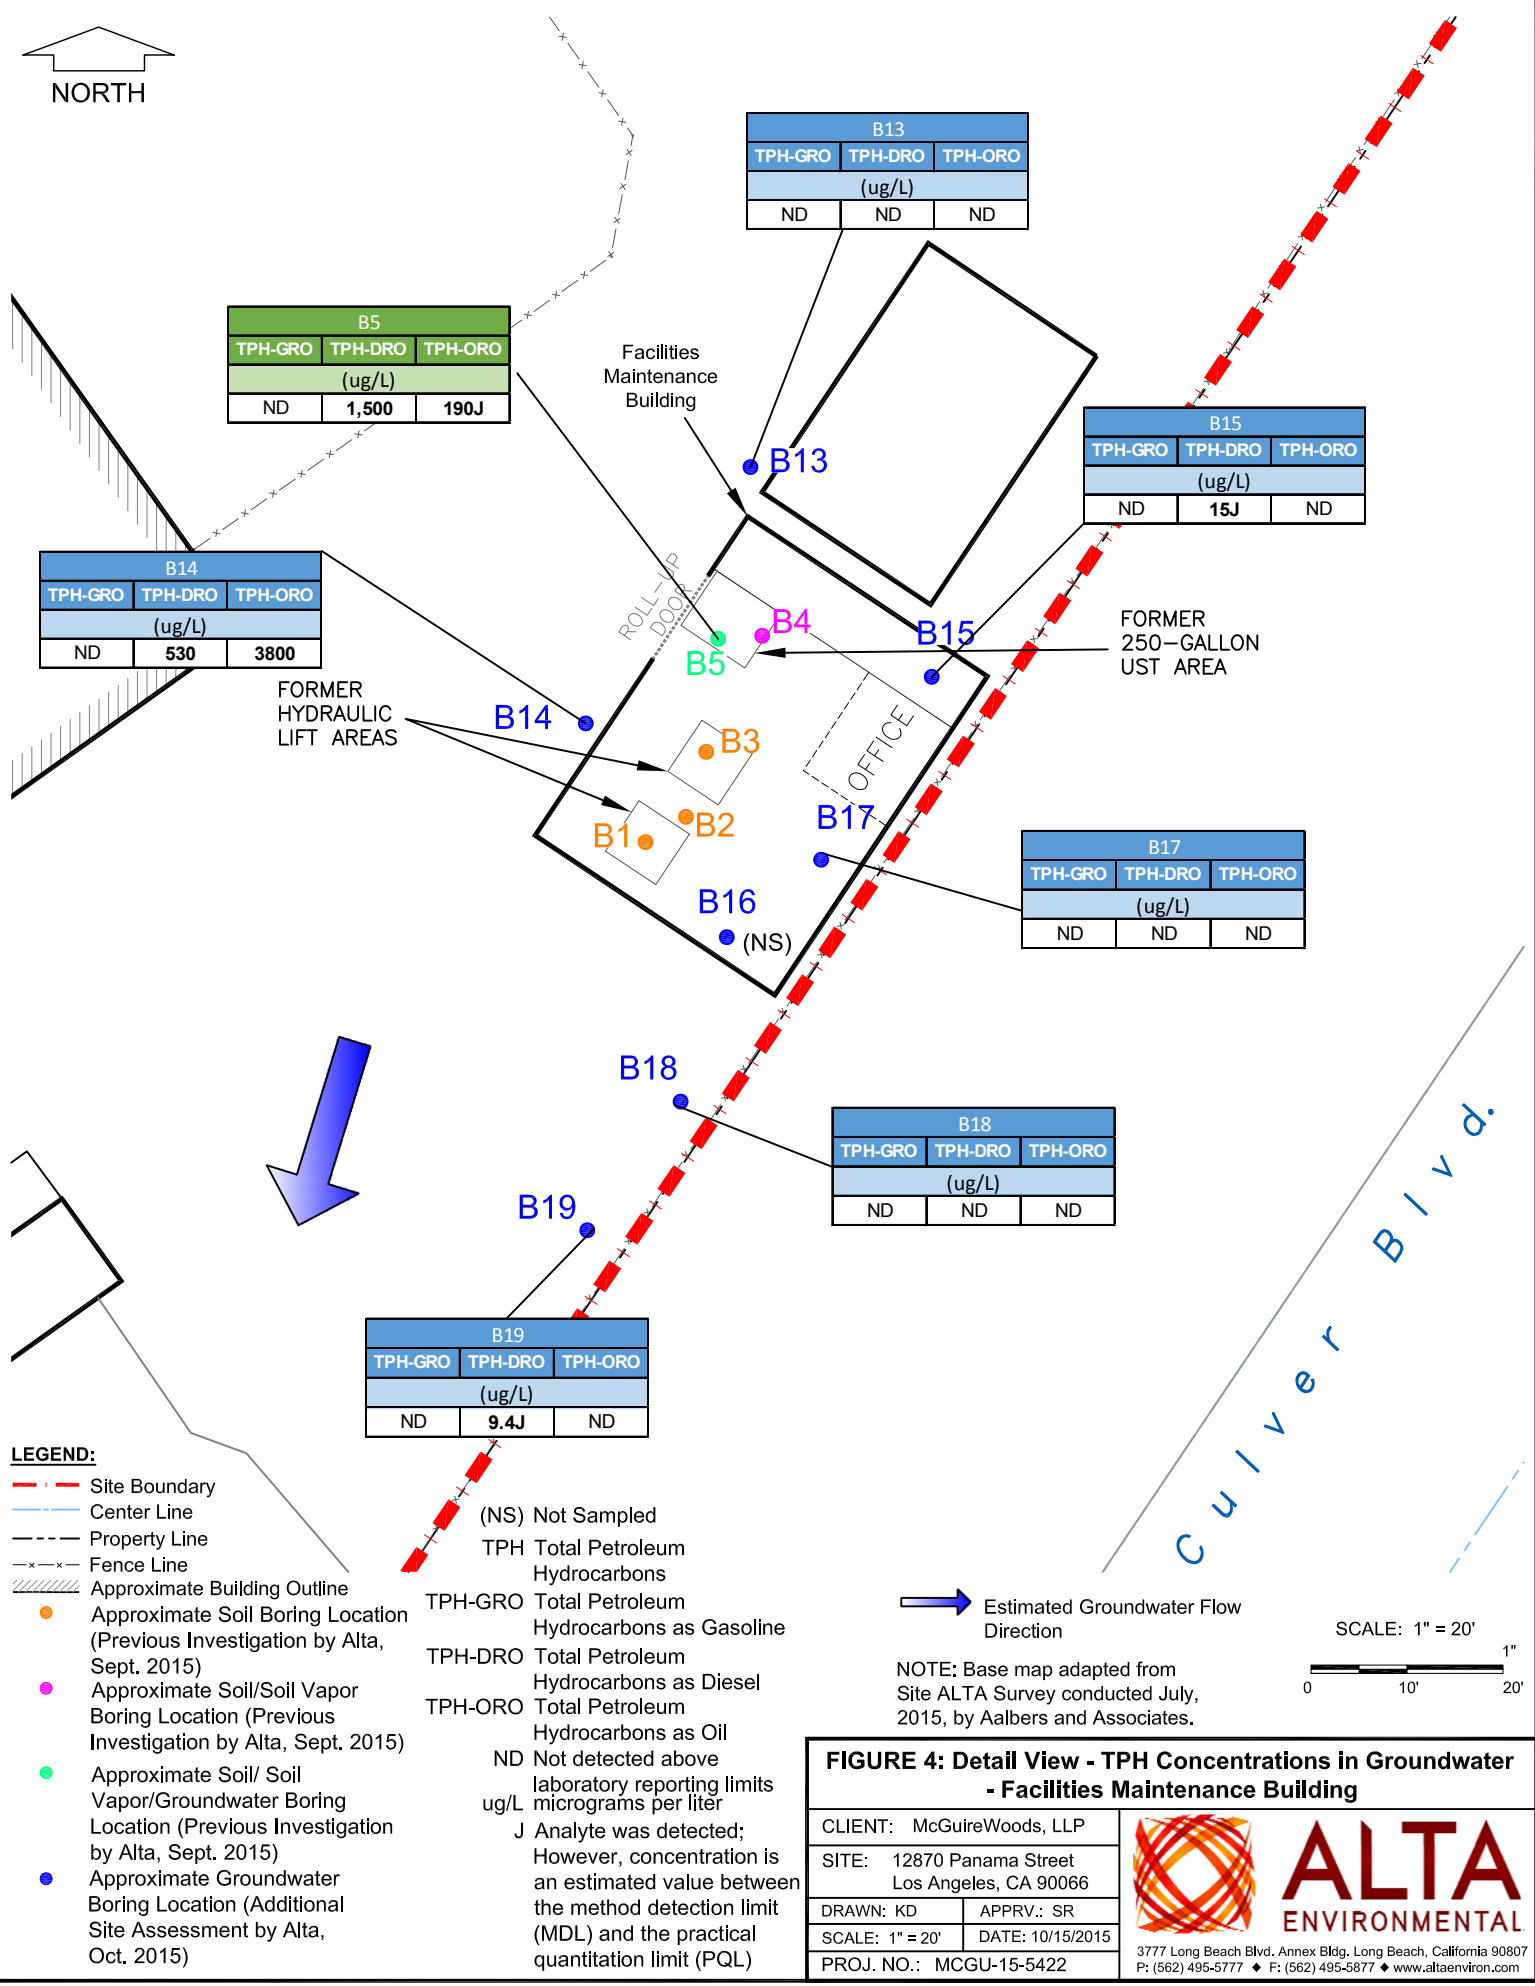 NORTH
B13
TPH-GRO TPH-DRO TPH-ORO
(ug/L)
ND ND ND
B5
TPH-GRO TPH-DRO TPH-ORO
(ug/L)
ND 1,500 190J
Facilities
Maintenance
Building
B13
B15
TPH-GRO TPH-DRO TPH-ORO
(ug/L)
ND 15J ND
B14
TPH-GRO TPH-DRO TPH-ORO
(ug/L)
ND 530 3800
ROLL-UP
DOOR
B4
B5
B15
FORMER
250-GALLON
UST AREA
FORMER
HYDRAULIC
LIFT AREAS
B14
B3
OFFICE
B2
B1
B17
B17
TPH-GRO TPH-DRO TPH-ORO
(ug/L)
ND ND ND
B16
(NS)
B18
B18
TPH-GRO TPH-DRO TPH-ORO
(ug/L)
ND ND ND
B19
B19
TPH-GRO TPH-DRO TPH-ORO
(ug/L)
ND 9.4J ND
Culver Blvd.
LEGEND:
Site Boundary
Center Line
Property Line
Fence Line
Approximate Building Outline
Approximate Soil Boring Location
(Previous Investigation by Alta,
Sept. 2015)
Approximate Soil/Soil Vapor
Boring Location (Previous
Investigation by Alta, Sept. 2015)
Approximate Soil/ Soil
Vapor/Groundwater Boring
Location (Previous Investigation
by Alta, Sept. 2015)
Approximate Groundwater
Boring Location (Additional
Site Assessment by Alta,
Oct. 2015)
(NS) Not Sampled
TPH Total Petroleum
Hydrocarbons
TPH-GRO Total Petroleum
Hydrocarbons as Gasoline
TPH-DRO Total Petroleum
Hydrocarbons as Diesel
TPH-ORO Total Petroleum
Hydrocarbons as Oil
ND Not detected above
laboratory reporting limits
ug/L micrograms per liter
J Analyte was detected;
However, concentration is
an estimated value between
the method detection limit
(MDL) and the practical
quantitation limit (PQL)
Estimated Groundwater Flow
Direction
NOTE: Base map adapted from
Site ALTA Survey conducted July,
2015, by Aalbers and Associates.
SCALE: 1" = 20'
1"
0 10' 20'
FIGURE 4: Detail View - TPH Concentrations in Groundwater
- Facilities Maintenance Building
CLIENT: McGuireWoods, LLP
SITE: 12870 Panama Street
Los Angeles, CA 90066
DRAWN: KD APPRV.: SR
SCALE: 1" = 20' DATE: 10/15/2015
PROJ. NO.: MCGU-15-5422
ALTA
ENVIRONMENTAL
3777 Long Beach Blvd. Annex Bldg. Long Beach, California 90807
P: (562) 495-5777 ♦ F: (562) 495-5877 ♦ www.altaenviron.com